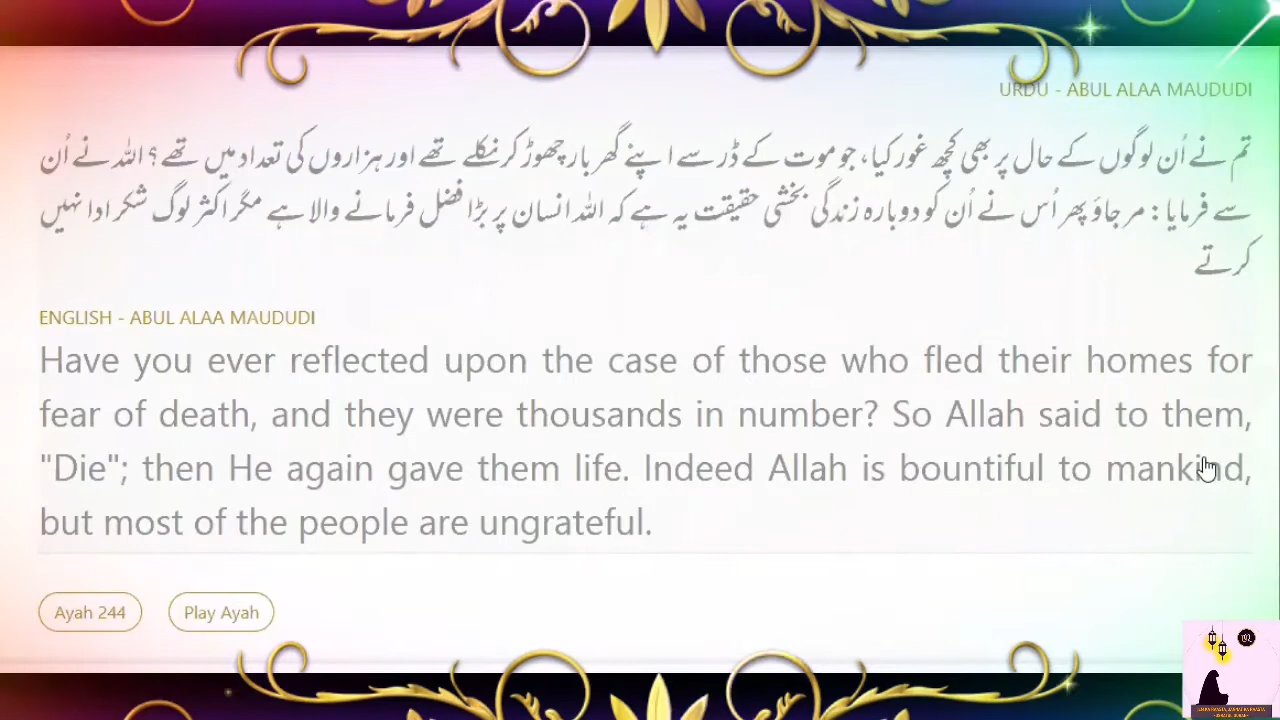 URDU - ABUL ALAA MAUDUDI
تم نے اُن لوگوں کے حال پر بھی کچھ غور کیا، جو موت کے ڈر سے اپنے گھر بار چھوڑ کر نکلے تھے اور ہزاروں کی تعداد میں تھے؟ اللہ نے اُن
سے فرمایا: مر جاؤ پھر اُس نے اُن کو دوبارہ زندگی بخشی حقیقت یہ ہے کہ اللہ انسان پر بڑا فضل فرمانے والا ہے مگر اکثر لوگ شکر ادا نہیں
کرتے
ENGLISH - ABUL ALAA MAUDUDI
Have you ever reflected upon the case of those who fled their homes for
fear of death, and they were thousands in number? So Allah said to them,
"Die"; then He again gave them life. Indeed Allah is bountiful to mankind,
but most of the people are ungrateful.
Ayah 244
Play Ayah